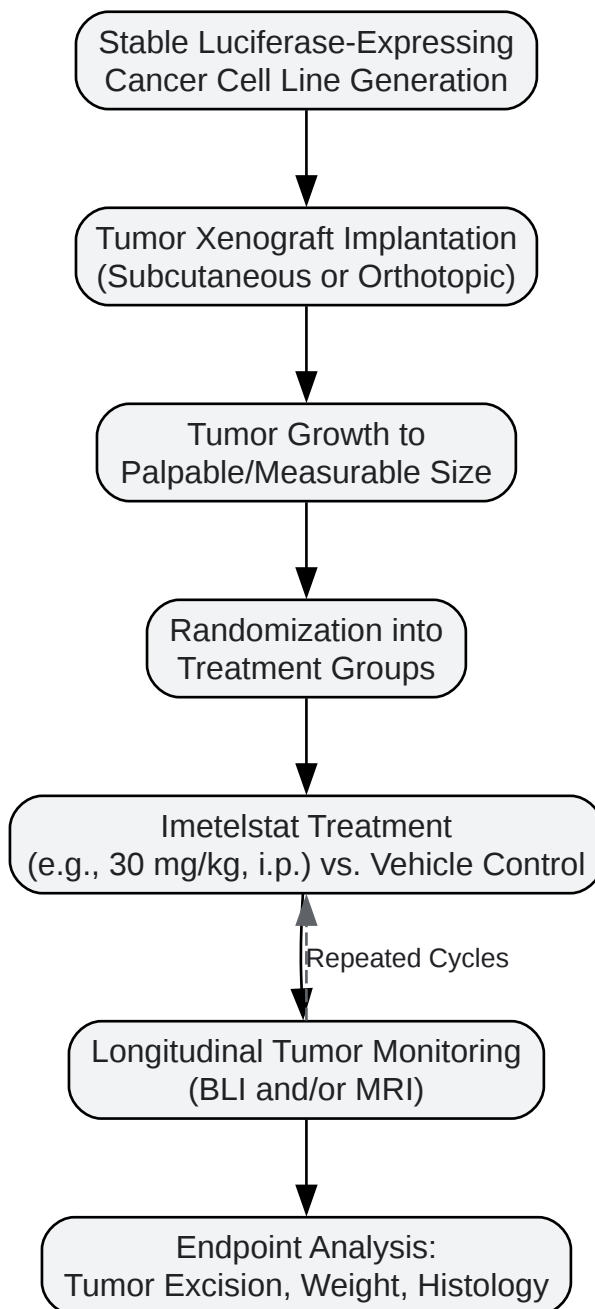 Stable Luciferase-Expressing
Cancer Cell Line Generation
Tumor Xenograft Implantation
(Subcutaneous or Orthotopic)
Tumor Growth to
Palpable/Measurable Size
Randomization into
Treatment Groups
Imetelstat Treatment
(e.g., 30 mg/kg, i.p.) vs. Vehicle Control
Repeated Cycles
Longitudinal Tumor Monitoring
(BLI and/or MRI)
Endpoint Analysis:
Tumor Excision, Weight, Histology